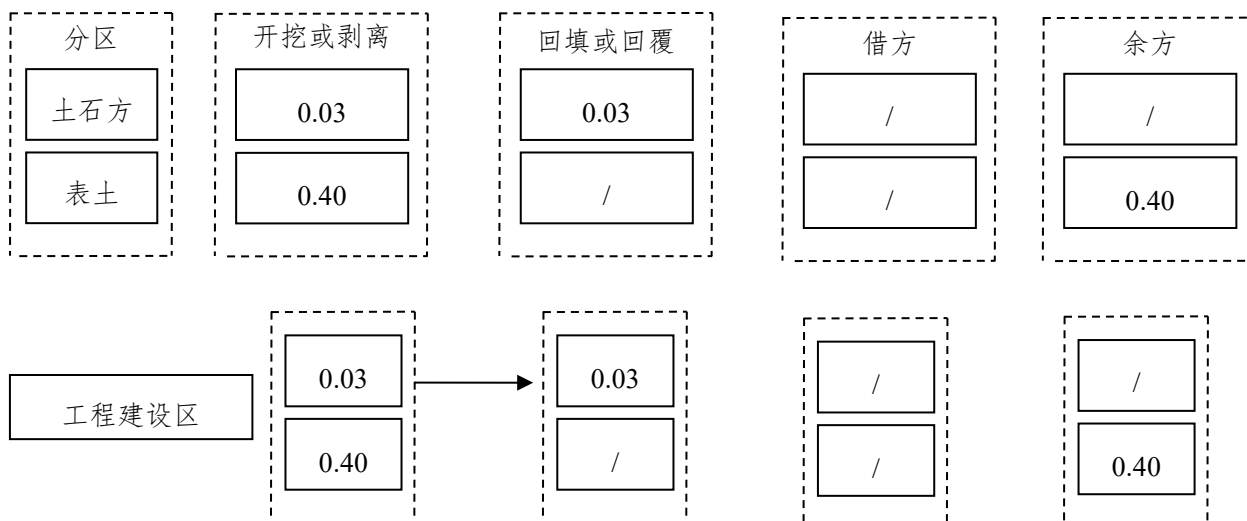 分区 开挖或剥离 回填或回覆 借方 余方
土石方 0.03 0.03 / /
表土 0.40 / / 0.40
0.03 0.03 / /
工程建设区
0.40 / / 0.40